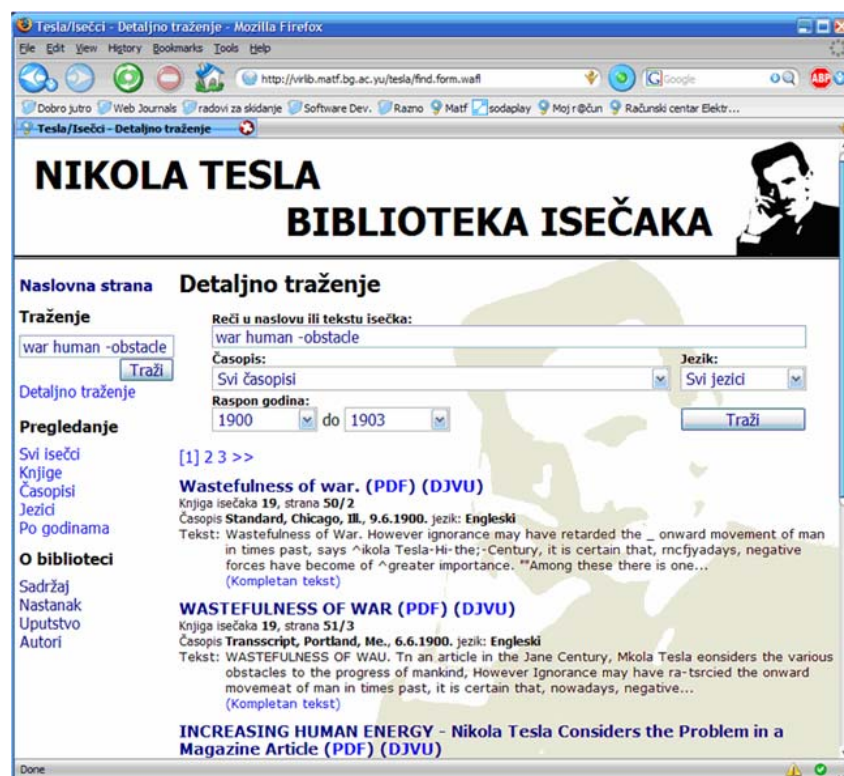 Tesla/Isečci - Detaljno traženje - Mozilla Firefox
File Edit View History Bookmarks Tools Help
http://virlib.matf.bg.ac.yu/tesla/find.form.wafl
Google
ABP
Dobro jutro Web Journals radovi za skidanje Software Dev. Razno Matf sodaplay Moj r@čun Računski centar Elektr...
Tesla/Isečci - Detaljno traženje
NIKOLA TESLA
BIBLIOTEKA ISEČAKA
Naslovna strana
Traženje
war human -obstacle
Traži
Detaljno traženje
Pregledanje
Svi isečci
Knjige
Časopisi
Jezici
Po godinama
O biblioteci
Sadržaj
Nastanak
Uputstvo
Autori
Detaljno traženje
Reči u naslovu ili tekstu isečka:
war human -obstacle
Časopis:
Jezik:
Svi časopisi
Svi jezici
Raspon godina:
1900 do 1903
Traži
[1] 2 3 >>
Wastefulness of war. (PDF) (DJVU)
Knjiga isečaka 19, strana 50/2
Časopis Standard, Chicago, Ill., 9.6.1900. jezik: Engleski
Tekst: Wastefulness of War. However ignorance may have retarded the _ onward movement of man
in times past, says ^ikola Tesla-Hi-the;-Century, it is certain that, rncfjyadays, negative
forces have become of ^greater importance. "'Among these there is one...
(Kompletan tekst)
WASTEFULNESS OF WAR (PDF) (DJVU)
Knjiga isečaka 19, strana 51/3
Časopis Transscript, Portland, Me., 6.6.1900. jezik: Engleski
Tekst: WASTEFULNESS OF WAU. Tn an article in the Jane Century, Mkola Tesla eonsiders the various
obstacles to the progress of mankind, However Ignorance may have ra-tsrcied the onward
movemeat of man in times past, it is certain that, nowadays, negative...
(Kompletan tekst)
INCREASING HUMAN ENERGY - Nikola Tesla Considers the Problem in a
Magazine Article (PDF) (DJVU)
Done